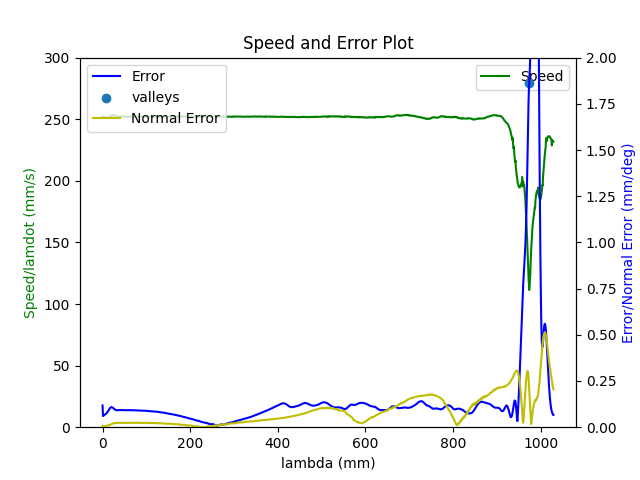 Speed and Error Plot
Error
valleys
Normal Error
Speed
Speed/lamdot (mm/s)
300
250
200
150
100
50
0
2.00
1.75
1.50
1.25
1.00
0.75
0.50
0.25
0.00
Error/Normal Error (mm/deg)
0 200 400 600 800 1000
lambda (mm)